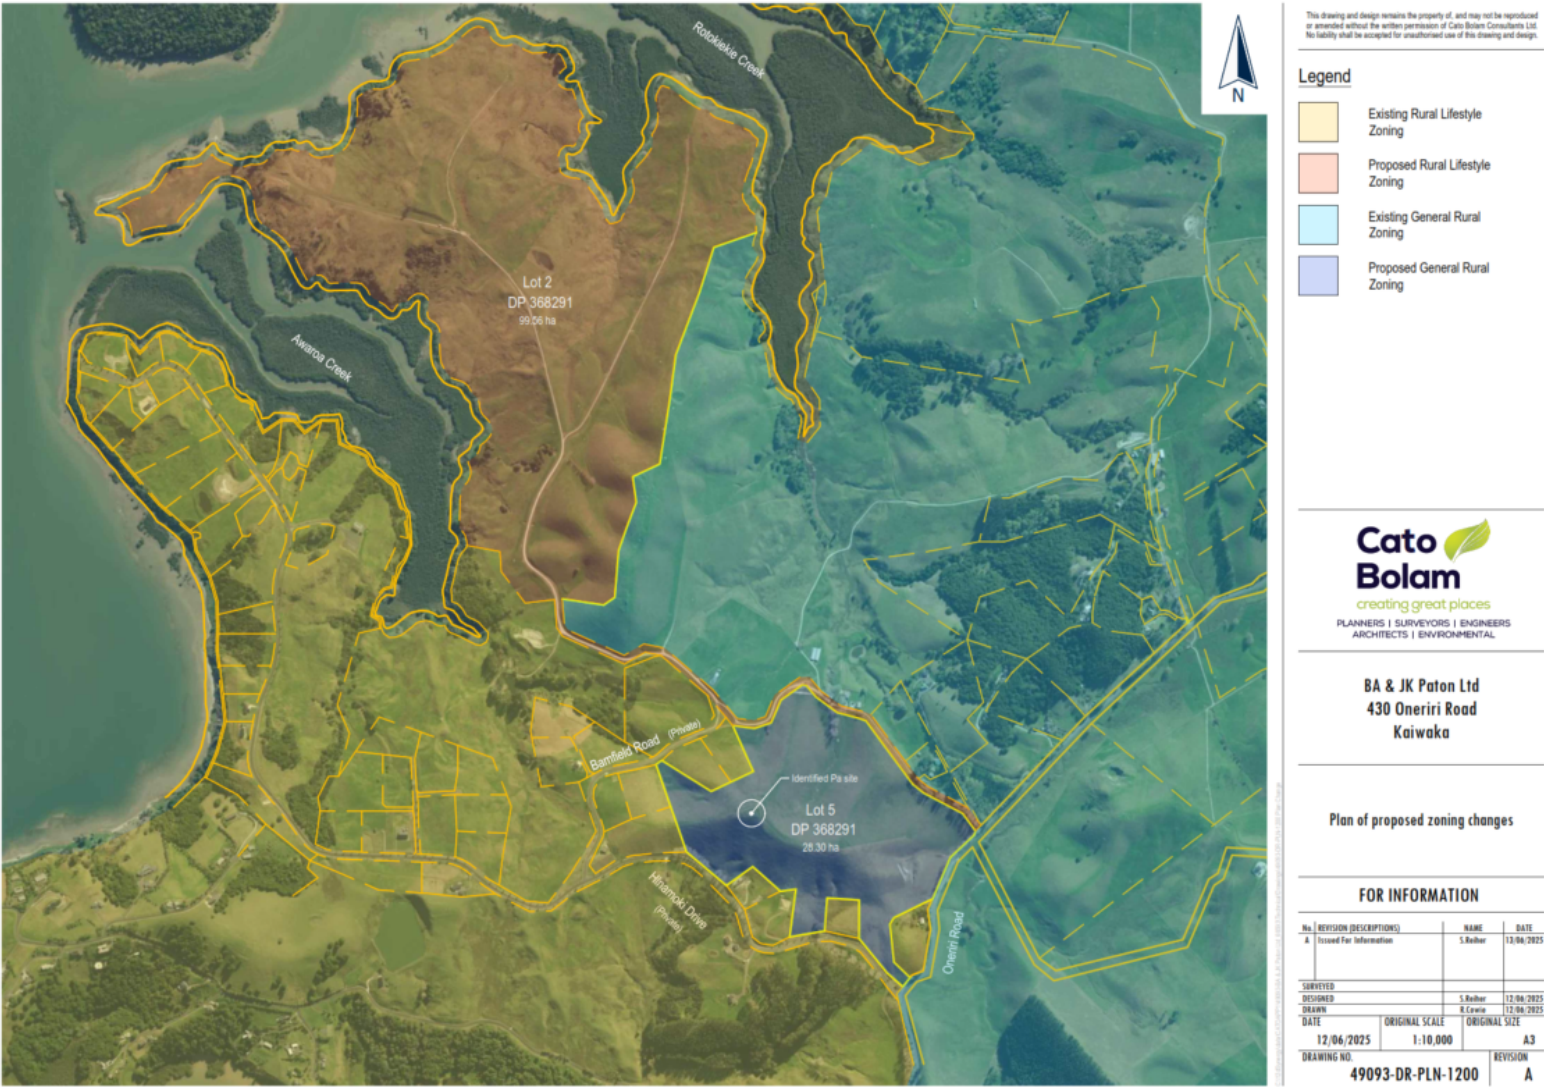 Rotokiekie Creek
N
Lot 2
DP 368291
99.56 ha
Awaroa Creek
Bamfield Road (Private)
Identified Pa site
Lot 5
DP 368291
28.30 ha
Hinamoki Drive
(Private)
Oneriri Road
This drawing and design remains the property of, and may not be reproduced
or amended without the written permission of Cato Bolam Consultants Ltd.
No liability shall be accepted for unauthorised use of this drawing and design.
Legend
Existing Rural Lifestyle
Zoning
Proposed Rural Lifestyle
Zoning
Existing General Rural
Zoning
Proposed General Rural
Zoning
Cato
Bolam
creating great places
PLANNERS | SURVEYORS | ENGINEERS
ARCHITECTS | ENVIRONMENTAL
BA & JK Paton Ltd
430 Oneriri Road
Kaiwaka
Plan of proposed zoning changes
FOR INFORMATION
No. REVISION (DESCRIPTIONS) NAME DATE
A Issued For Information S.Reiher 13/06/2025
SURVEYED
DESIGNED S.Reiher 12/06/2025
DRAWN R.Cowie 12/06/2025
DATE ORIGINAL SCALE ORIGINAL SIZE
12/06/2025 1:10,000 A3
DRAWING NO. REVISION
49093-DR-PLN-1200 A